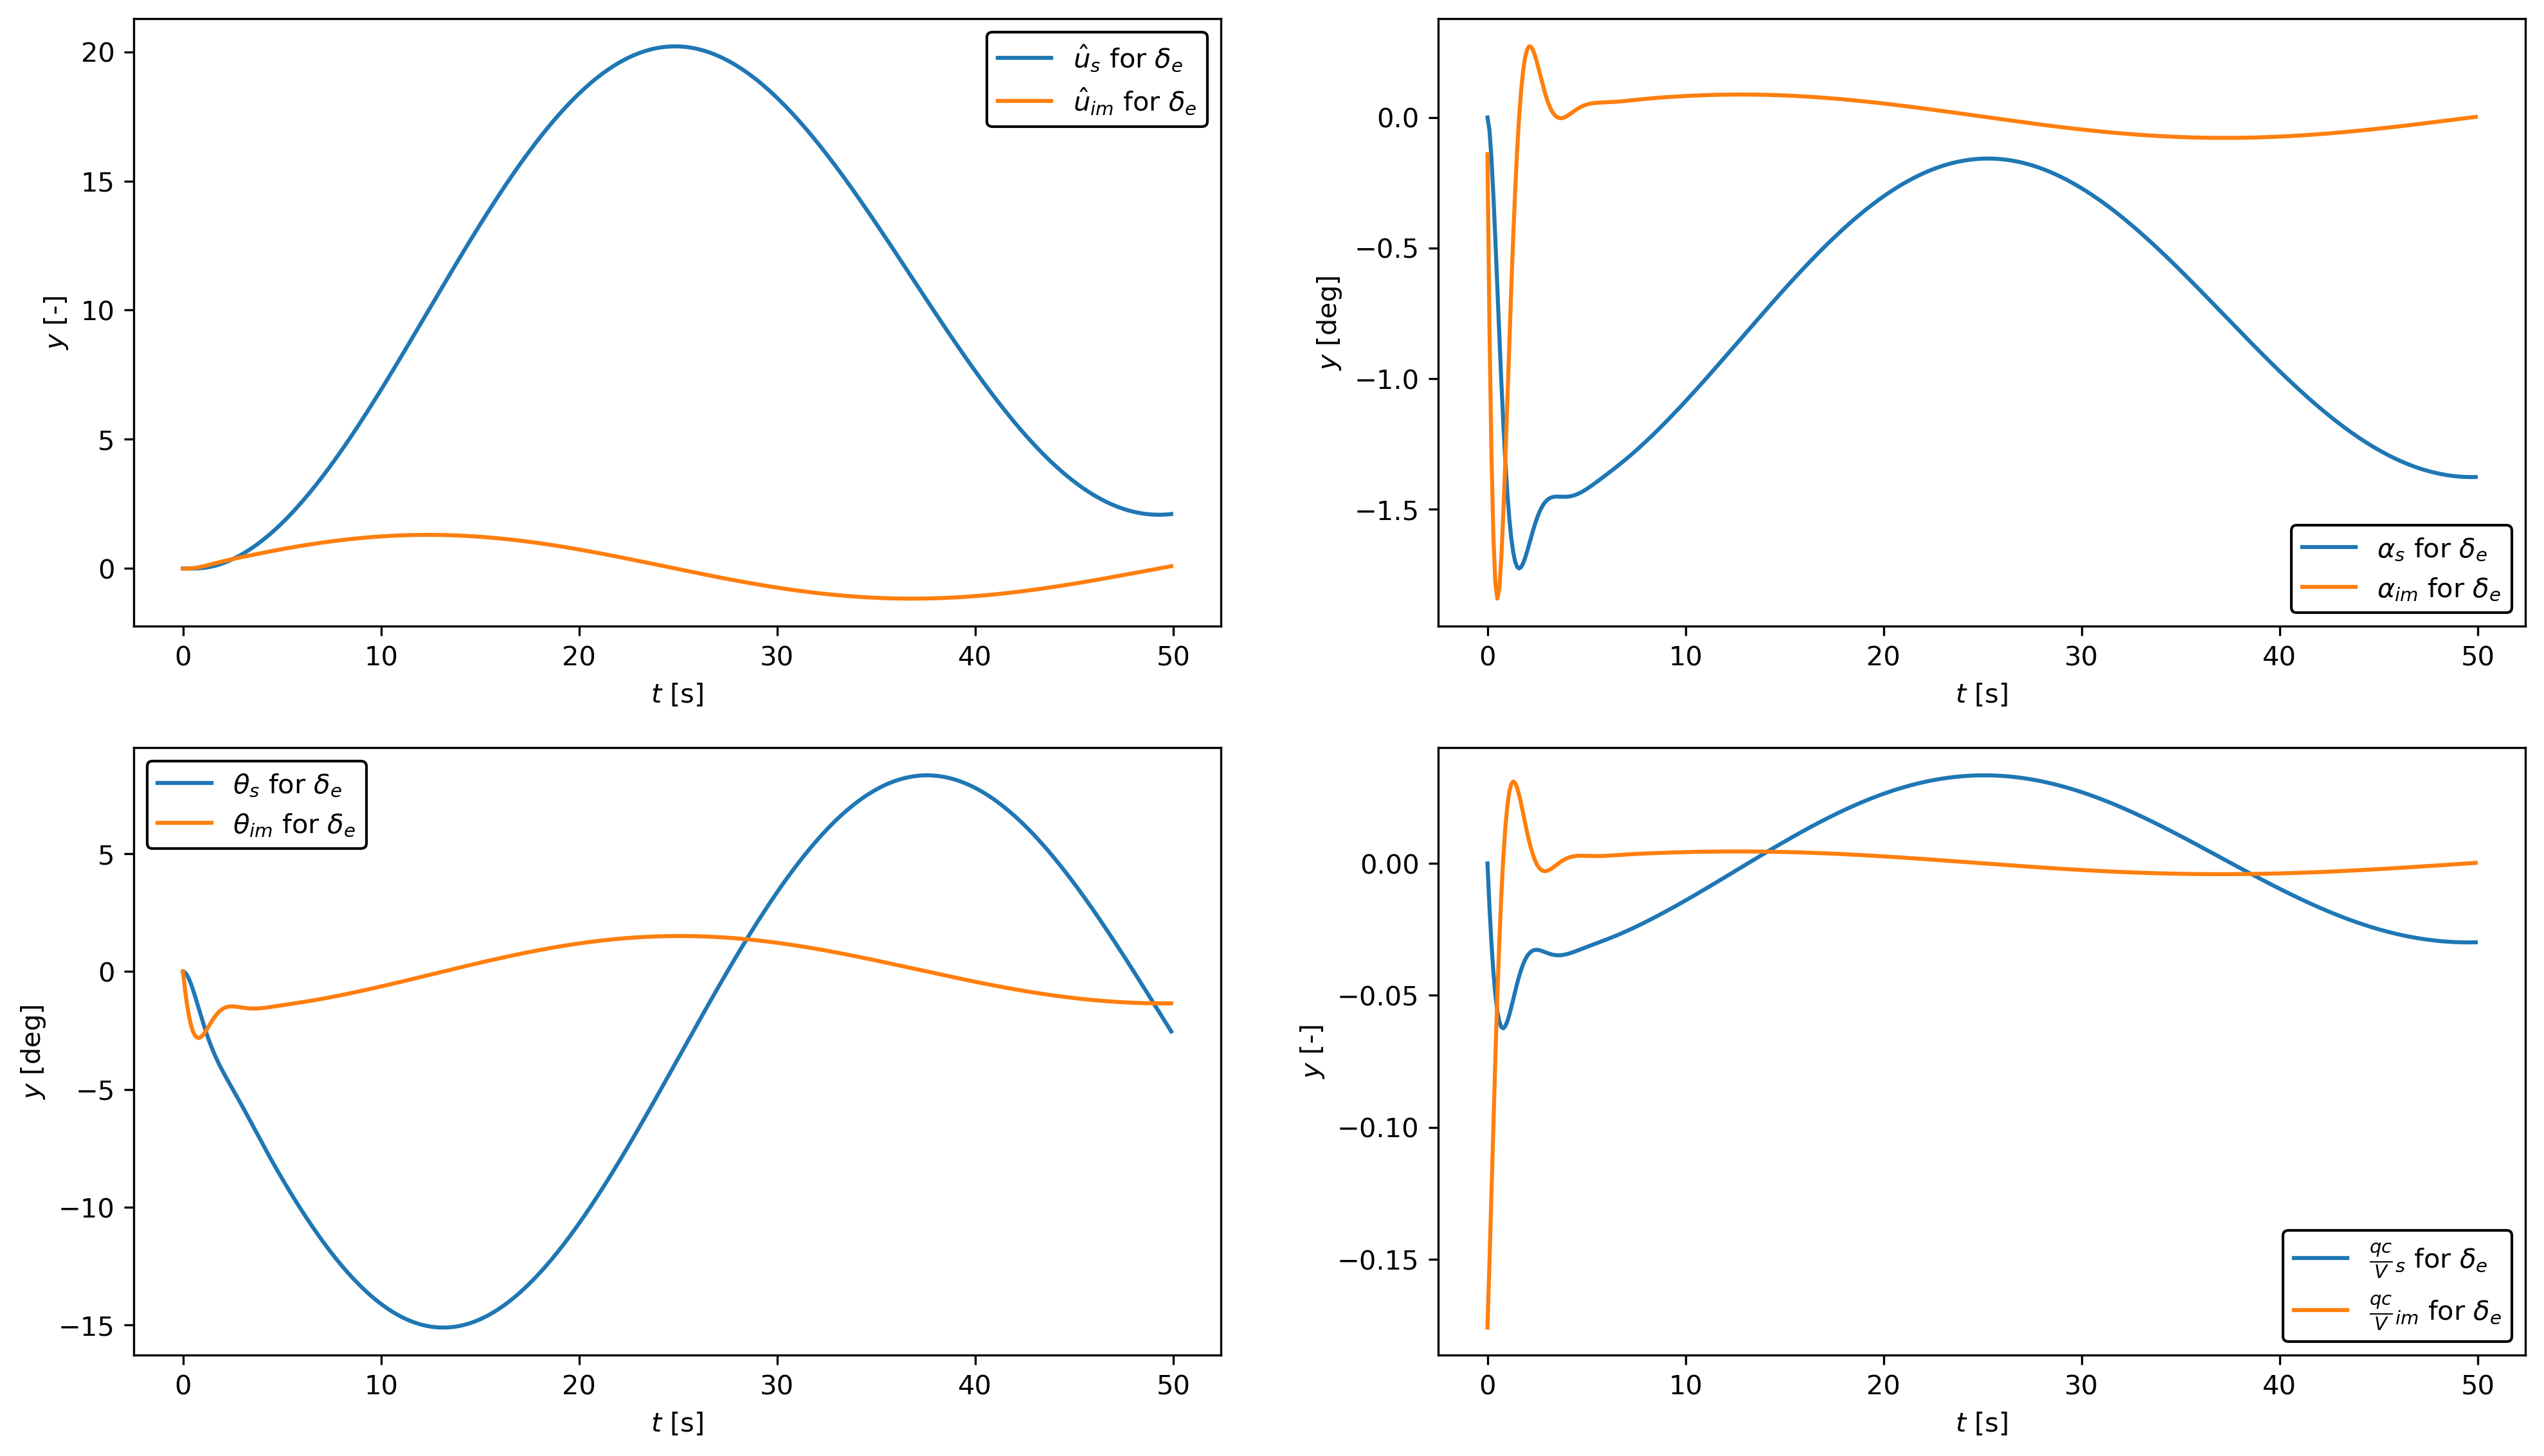 20
15
10
5
0
y [-]
û_s for δ_e
û_im for δ_e
0 10 20 30 40 50
t [s]
0.0
−0.5
−1.0
−1.5
y [deg]
α_s for δ_e
α_im for δ_e
0 10 20 30 40 50
t [s]
5
0
−5
−10
−15
y [deg]
θ_s for δ_e
θ_im for δ_e
0 10 20 30 40 50
t [s]
0.00
−0.05
−0.10
−0.15
y [-]
qc/V s for δ_e
qc/V im for δ_e
0 10 20 30 40 50
t [s]